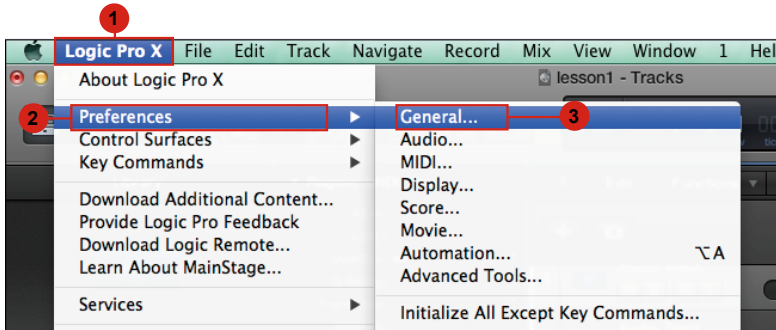 1
Logic Pro X File Edit Track Navigate Record Mix View Window 1 Hel
lesson1 - Tracks
About Logic Pro X
2 Preferences
Control Surfaces
Key Commands
Download Additional Content...
Provide Logic Pro Feedback
Download Logic Remote...
Learn About MainStage...
Services
General... 3
Audio...
MIDI...
Display...
Score...
Movie...
Automation... ⌥A
Advanced Tools...
Initialize All Except Key Commands...